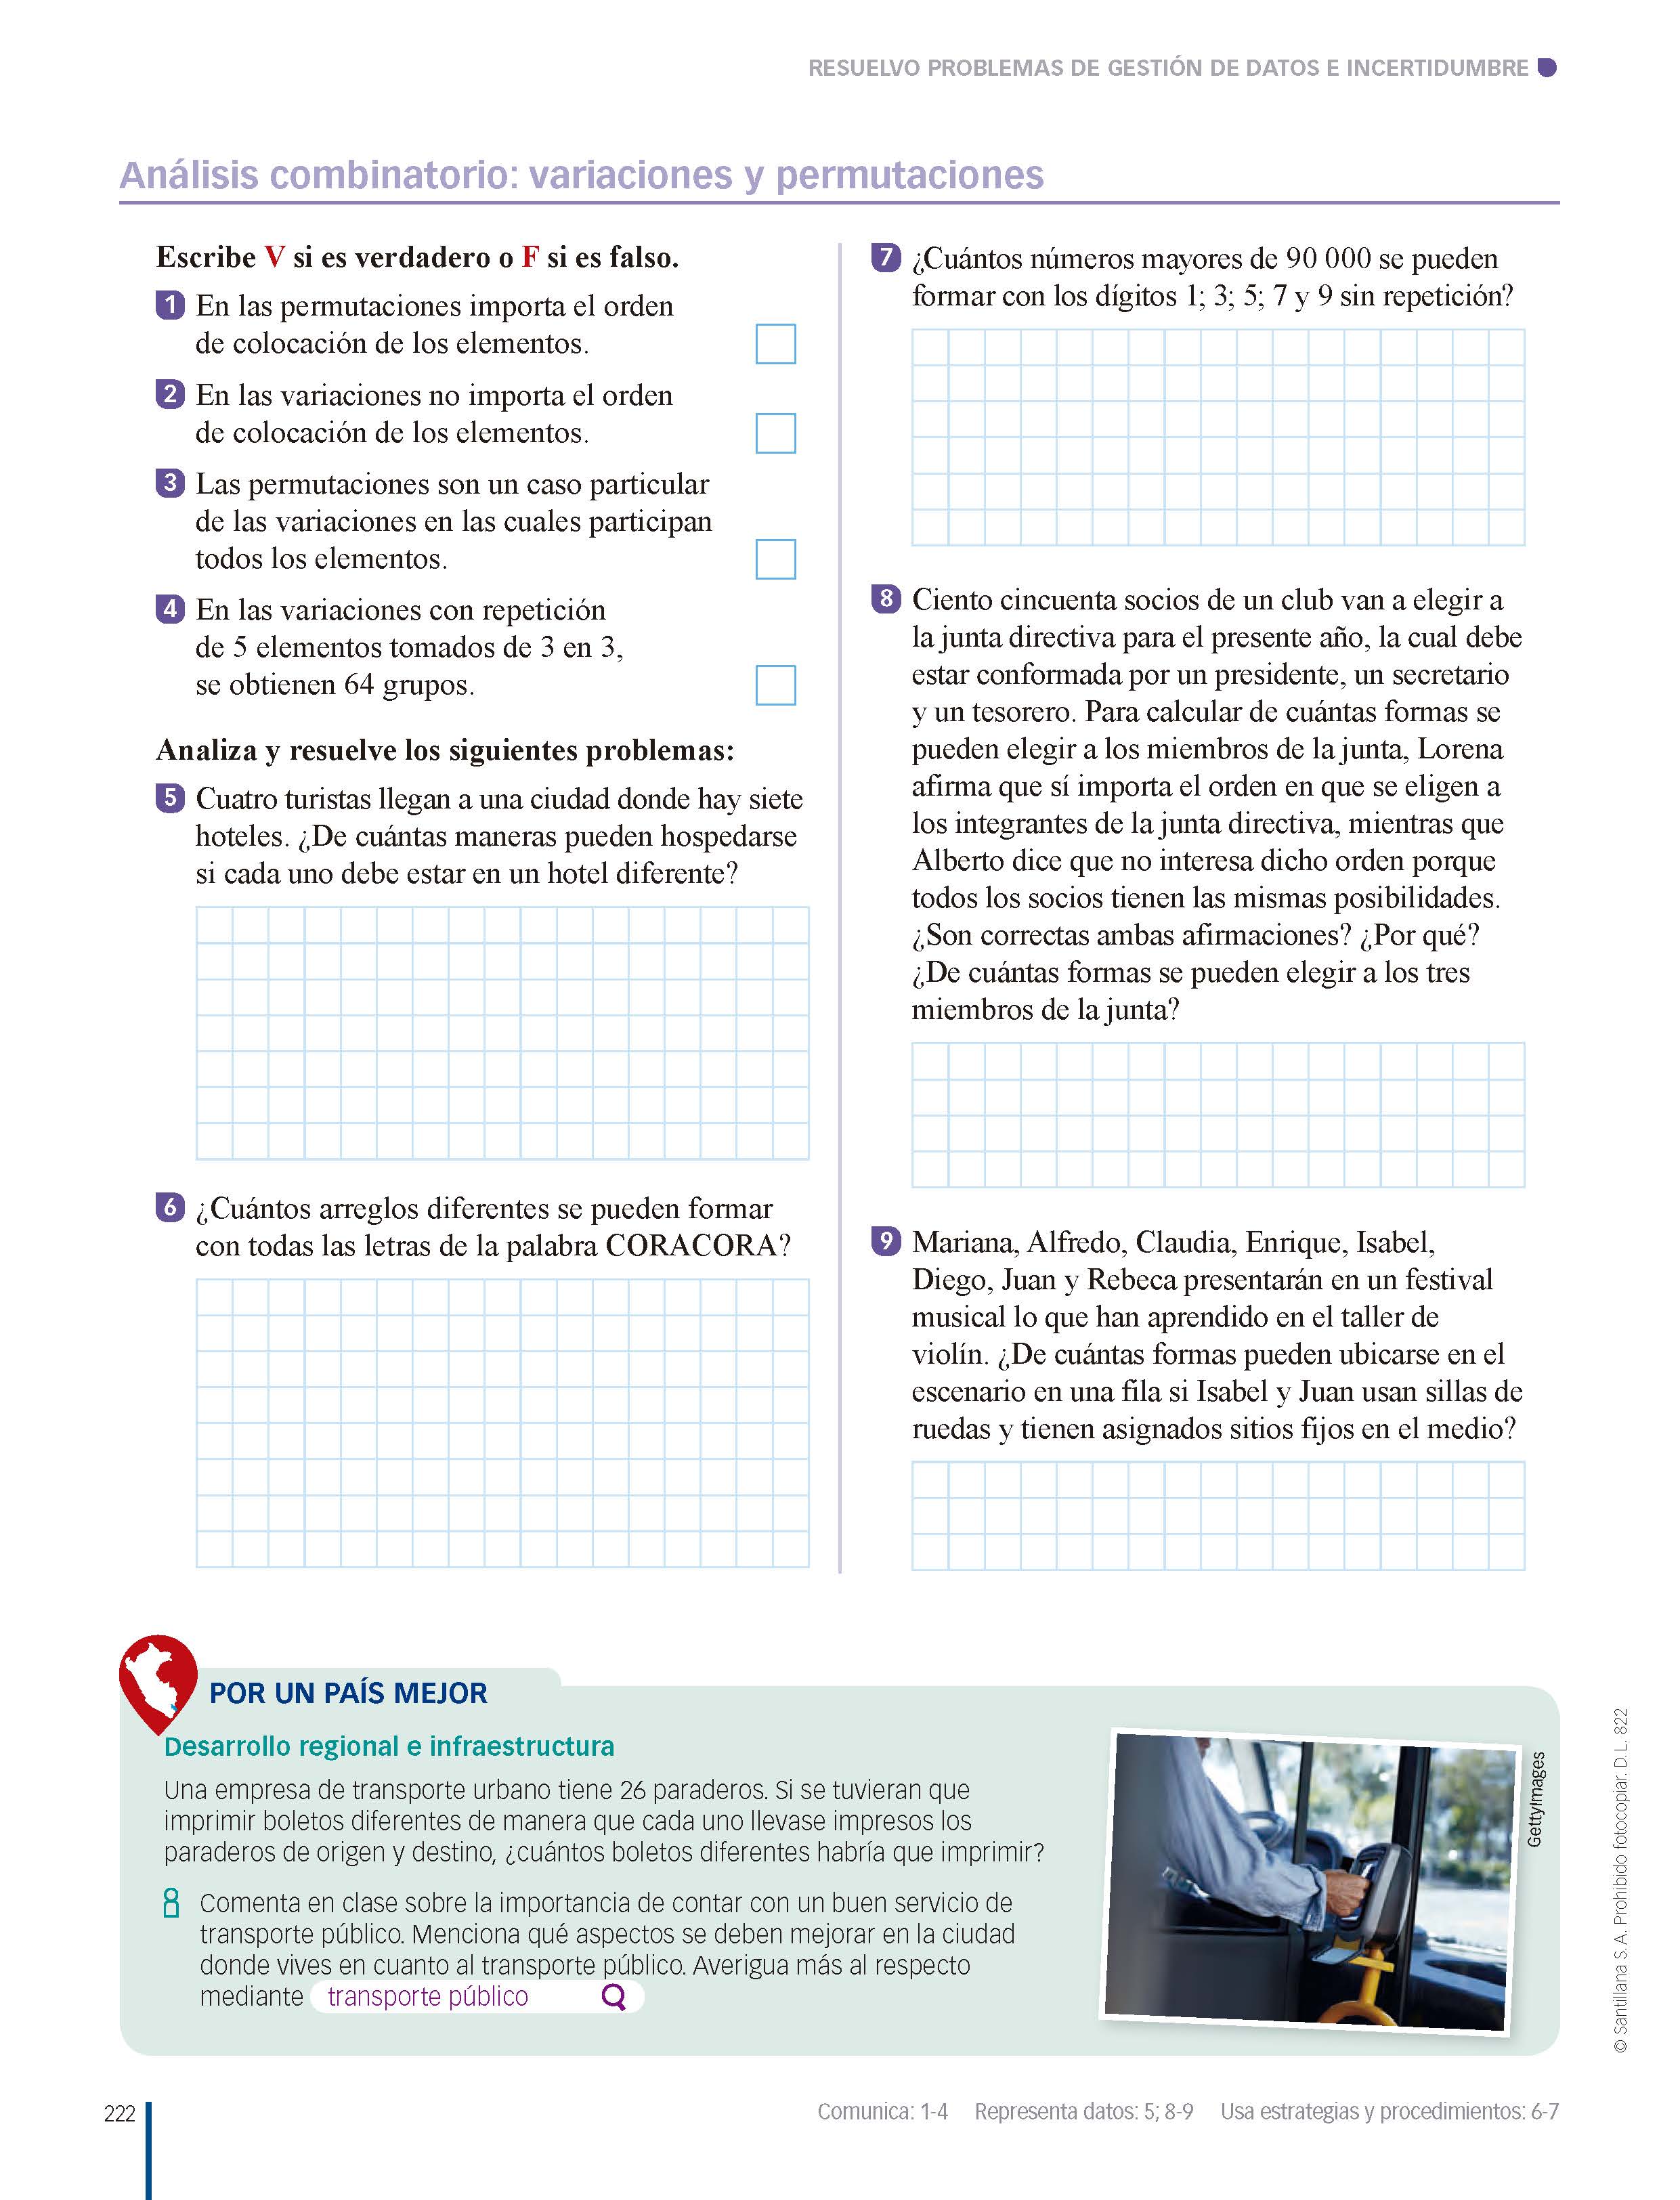 RESUELVO PROBLEMAS DE GESTIÓN DE DATOS E INCERTIDUMBRE
Análisis combinatorio: variaciones y permutaciones
Escribe V si es verdadero o F si es falso.
1 En las permutaciones importa el orden
de colocación de los elementos.
2 En las variaciones no importa el orden
de colocación de los elementos.
3 Las permutaciones son un caso particular
de las variaciones en las cuales participan
todos los elementos.
4 En las variaciones con repetición
de 5 elementos tomados de 3 en 3,
se obtienen 64 grupos.
Analiza y resuelve los siguientes problemas:
5 Cuatro turistas llegan a una ciudad donde hay siete
hoteles. ¿De cuántas maneras pueden hospedarse
si cada uno debe estar en un hotel diferente?
6 ¿Cuántos arreglos diferentes se pueden formar
con todas las letras de la palabra CORACORA?
7 ¿Cuántos números mayores de 90 000 se pueden
formar con los dígitos 1; 3; 5; 7 y 9 sin repetición?
8 Ciento cincuenta socios de un club van a elegir a
la junta directiva para el presente año, la cual debe
estar conformada por un presidente, un secretario
y un tesorero. Para calcular de cuántas formas se
pueden elegir a los miembros de la junta, Lorena
afirma que sí importa el orden en que se eligen a
los integrantes de la junta directiva, mientras que
Alberto dice que no interesa dicho orden porque
todos los socios tienen las mismas posibilidades.
¿Son correctas ambas afirmaciones? ¿Por qué?
¿De cuántas formas se pueden elegir a los tres
miembros de la junta?
9 Mariana, Alfredo, Claudia, Enrique, Isabel,
Diego, Juan y Rebeca presentarán en un festival
musical lo que han aprendido en el taller de
violín. ¿De cuántas formas pueden ubicarse en el
escenario en una fila si Isabel y Juan usan sillas de
ruedas y tienen asignados sitios fijos en el medio?
POR UN PAÍS MEJOR
Desarrollo regional e infraestructura
Una empresa de transporte urbano tiene 26 paraderos. Si se tuvieran que
imprimir boletos diferentes de manera que cada uno llevase impresos los
paraderos de origen y destino, ¿cuántos boletos diferentes habría que imprimir?
Comenta en clase sobre la importancia de contar con un buen servicio de
transporte público. Menciona qué aspectos se deben mejorar en la ciudad
donde vives en cuanto al transporte público. Averigua más al respecto
mediante transporte público
GettyImages
© Santillana S. A. Prohibido fotocopiar. D. L. 822
222
Comunica: 1-4 Representa datos: 5; 8-9 Usa estrategias y procedimientos: 6-7